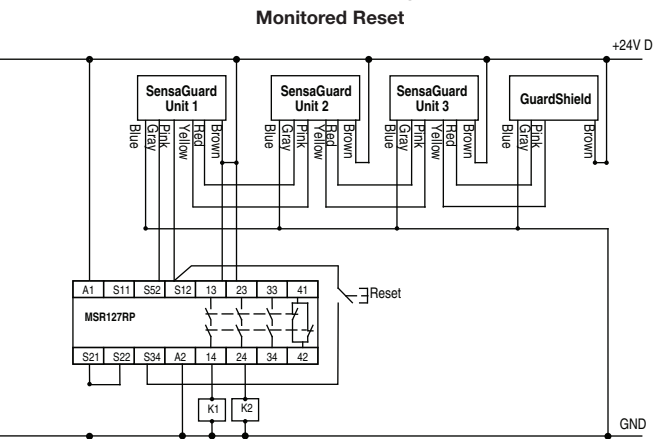 Monitored Reset
+24V D
SensaGuard
Unit 1
SensaGuard
Unit 2
SensaGuard
Unit 3
GuardShield
Blue
Gray
Pink
Yellow
Red
Brown
Blue
Gray
Pink
Yellow
Red
Brown
Blue
Gray
Pink
Yellow
Red
Brown
Blue
Gray
Pink
Brown
A1 S11 S52 S12 13 23 33 41
Reset
MSR127RP
S21 S22 S34 A2 14 24 34 42
K1 K2
GND